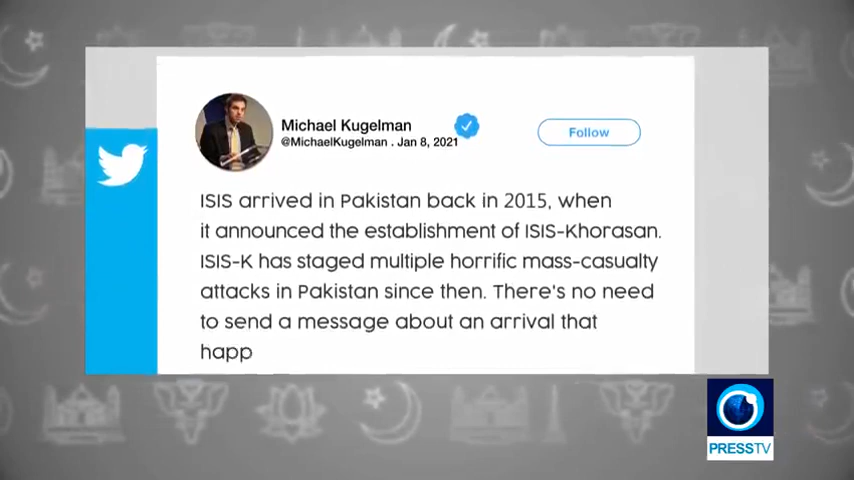 Michael Kugelman
@MichaelKugelman . Jan 8, 2021
Follow
ISIS arrived in Pakistan back in 2015, when
it announced the establishment of ISIS-Khorasan.
ISIS-K has staged multiple horrific mass-casualty
attacks in Pakistan since then. There's no need
to send a message about an arrival that
happ
PRESSTV